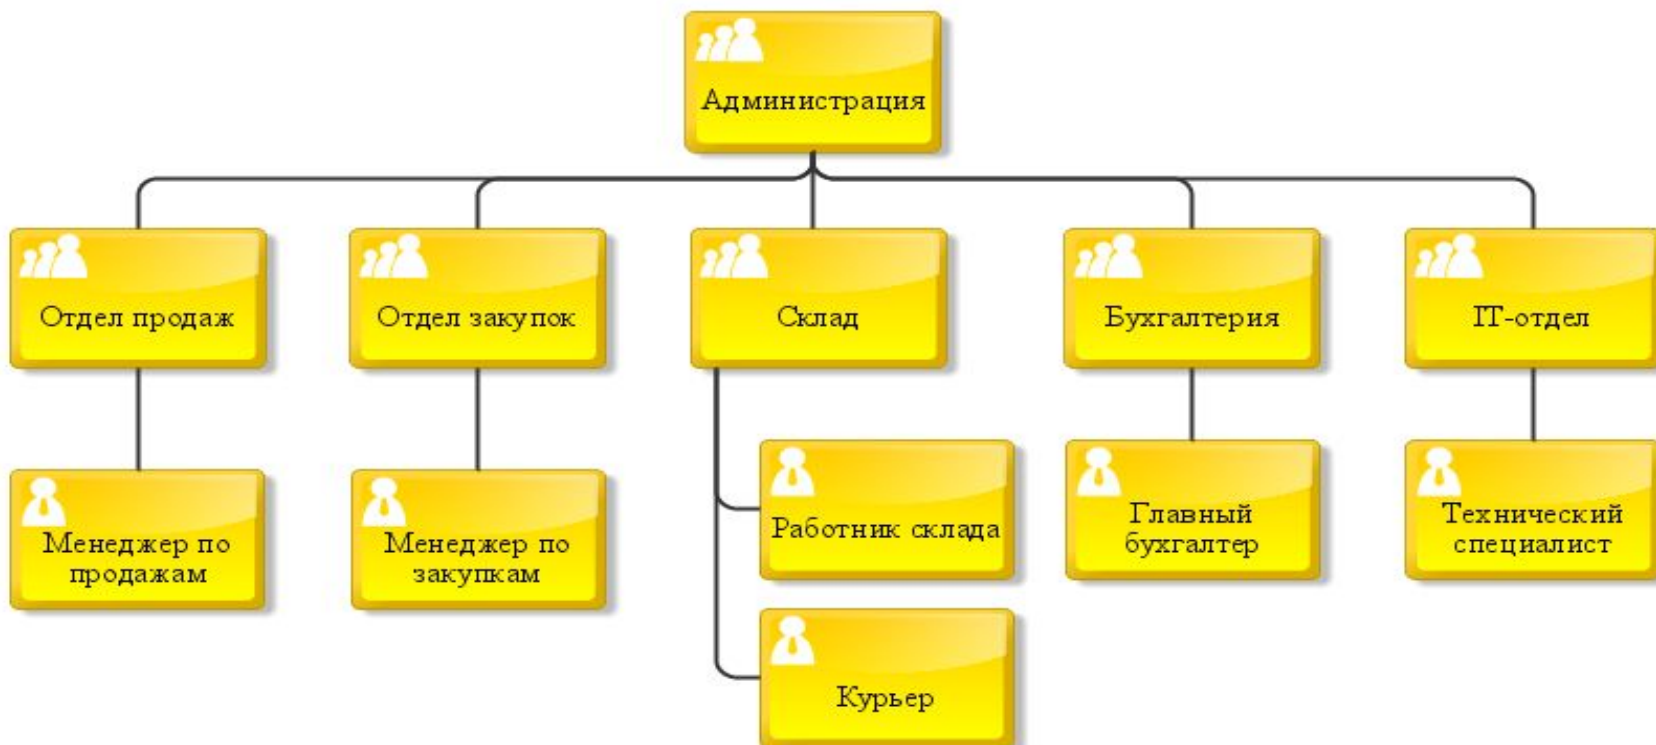 Администрация
Отдел продаж
Отдел закупок
Склад
Бухгалтерия
IT-отдел
Менеджер по
продажам
Менеджер по
закупкам
Работник склада
Главный
бухгалтер
Технический
специалист
Курьер